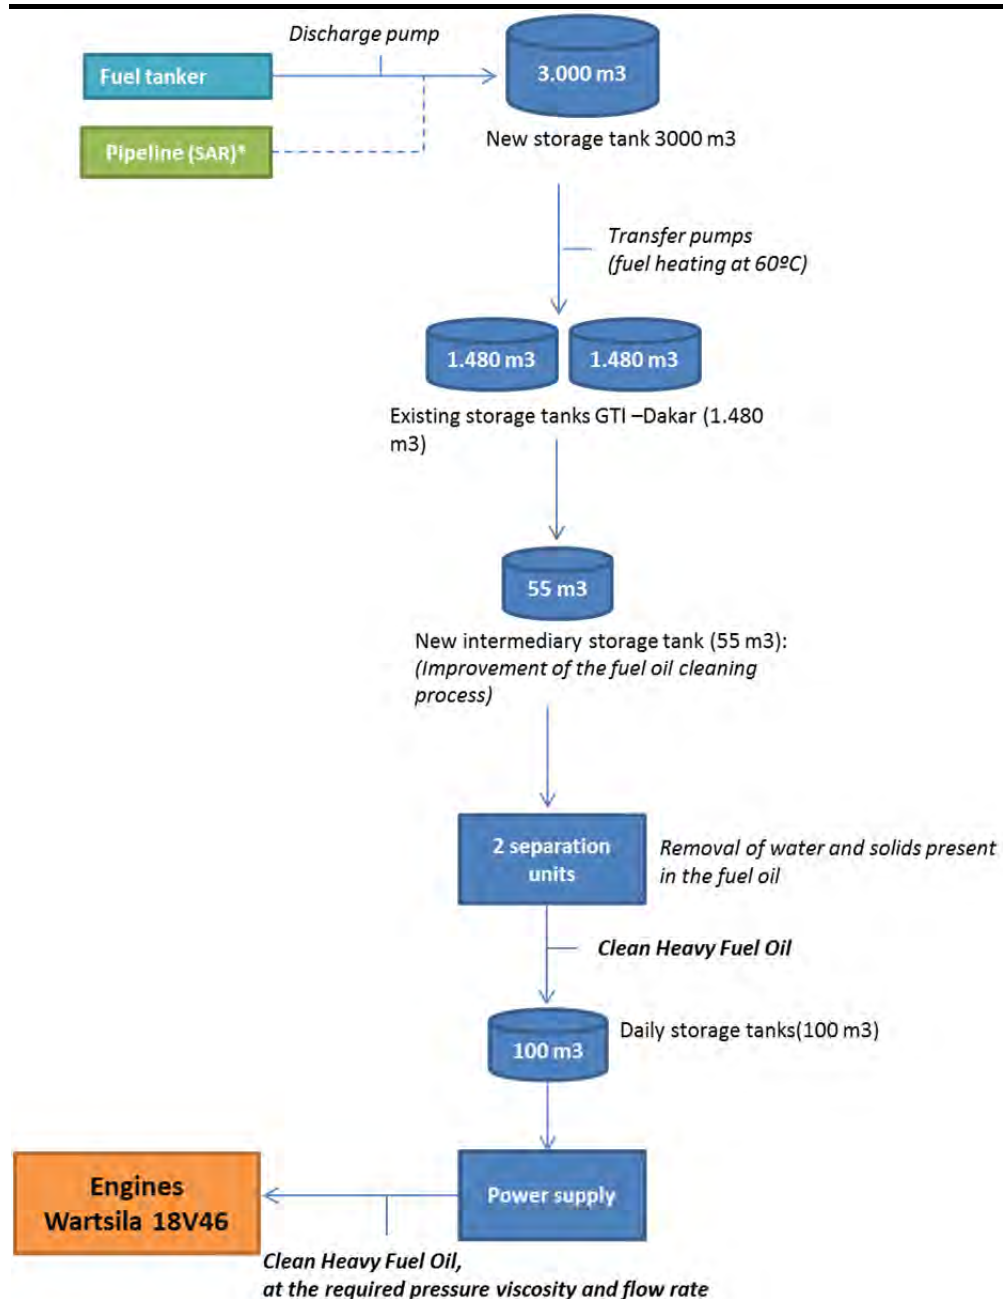 Discharge pump
Fuel tanker
3.000 m3
Pipeline (SAR)*
New storage tank 3000 m3
Transfer pumps
(fuel heating at 60ºC)
1.480 m3
1.480 m3
Existing storage tanks GTI –Dakar (1.480
m3)
55 m3
New intermediary storage tank (55 m3):
(Improvement of the fuel oil cleaning
process)
2 separation
units
Removal of water and solids present
in the fuel oil
Clean Heavy Fuel Oil
Daily storage tanks(100 m3)
100 m3
Engines
Wartsila 18V46
Power supply
Clean Heavy Fuel Oil,
at the required pressure viscosity and flow rate